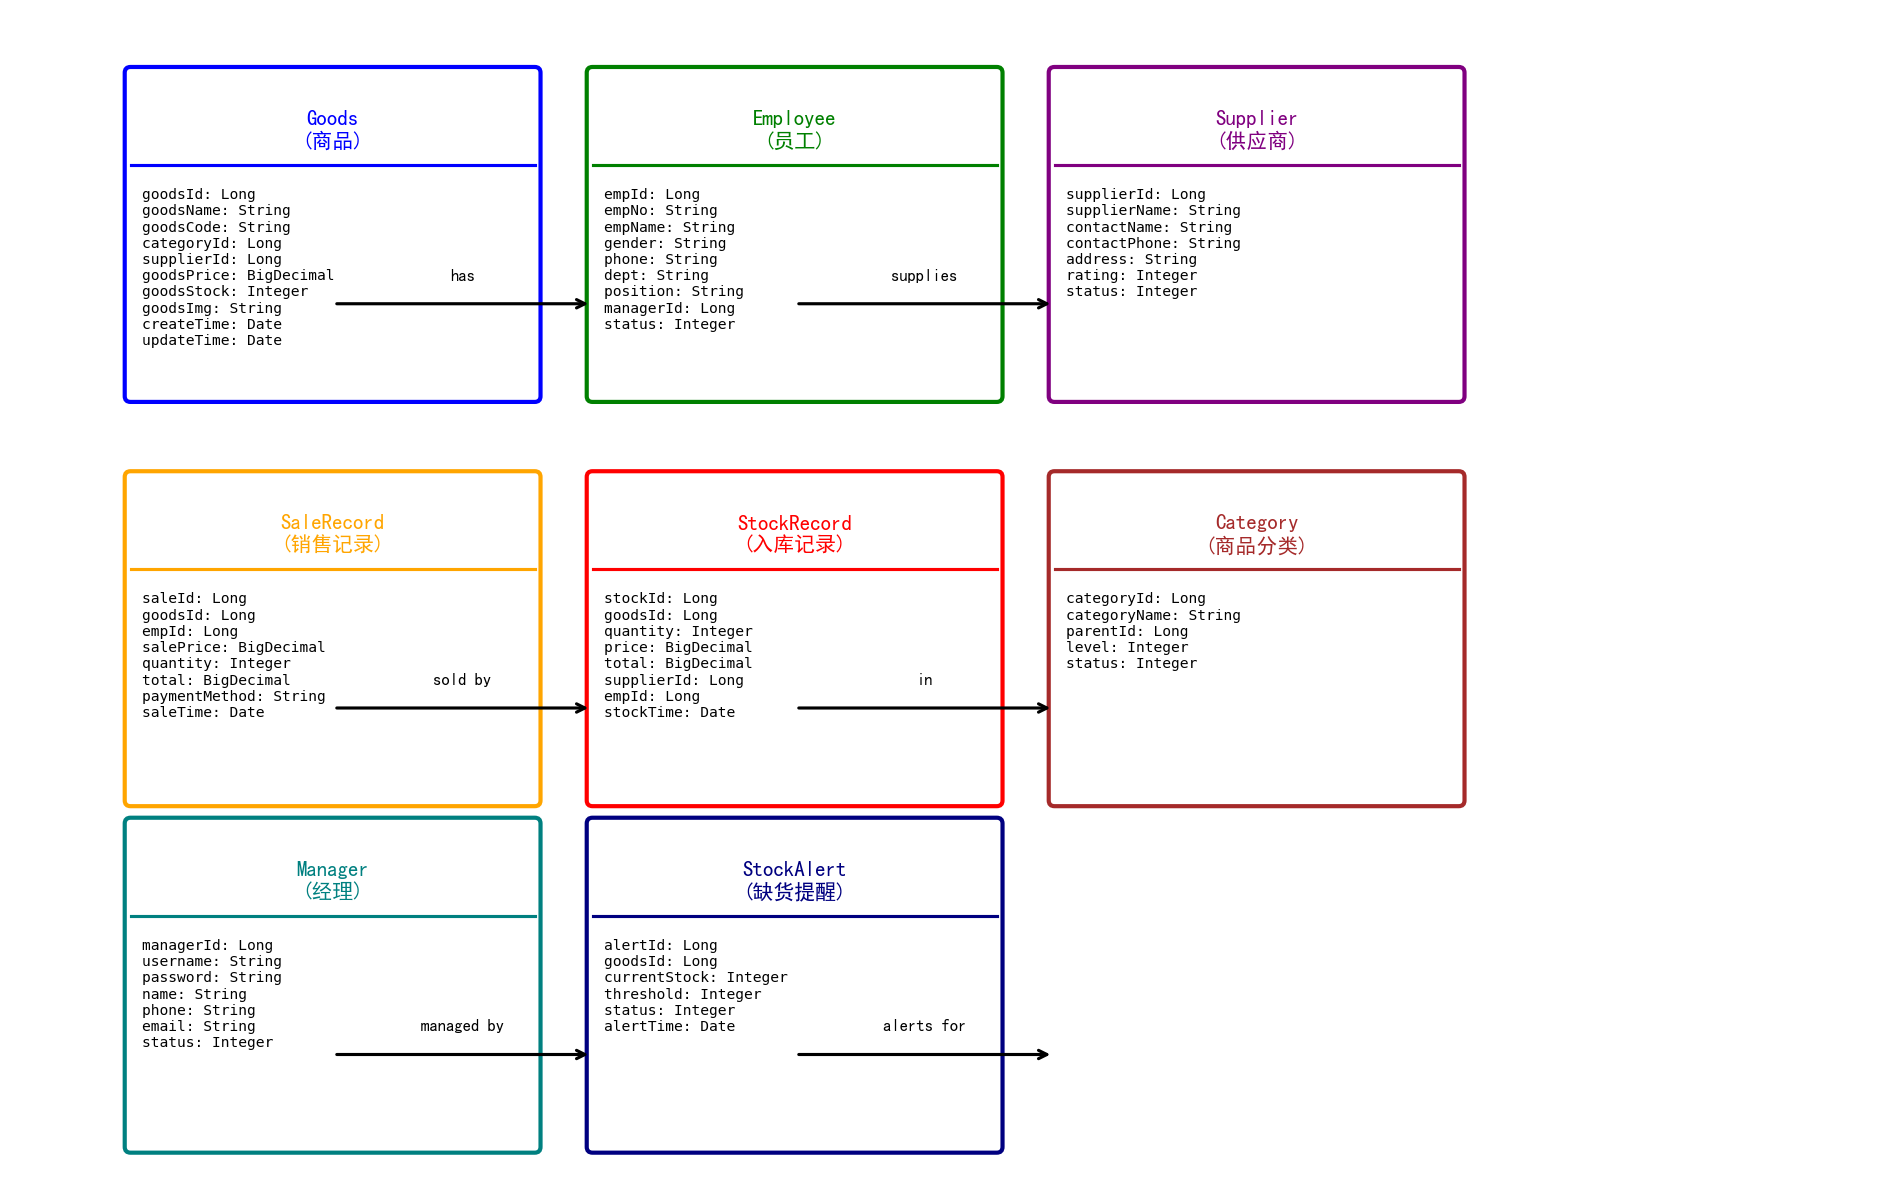 Goods
(商品)
goodsId: Long
goodsName: String
goodsCode: String
categoryId: Long
supplierId: Long
goodsPrice: BigDecimal
goodsStock: Integer
goodsImg: String
createTime: Date
updateTime: Date
has
Employee
(员工)
empId: Long
empNo: String
empName: String
gender: String
phone: String
dept: String
position: String
managerId: Long
status: Integer
supplies
Supplier
(供应商)
supplierId: Long
supplierName: String
contactName: String
contactPhone: String
address: String
rating: Integer
status: Integer
SaleRecord
(销售记录)
saleId: Long
goodsId: Long
empId: Long
salePrice: BigDecimal
quantity: Integer
total: BigDecimal
paymentMethod: String
saleTime: Date
sold by
StockRecord
(入库记录)
stockId: Long
goodsId: Long
quantity: Integer
price: BigDecimal
total: BigDecimal
supplierId: Long
empId: Long
stockTime: Date
in
Category
(商品分类)
categoryId: Long
categoryName: String
parentId: Long
level: Integer
status: Integer
Manager
(经理)
managerId: Long
username: String
password: String
name: String
phone: String
email: String
status: Integer
managed by
StockAlert
(缺货提醒)
alertId: Long
goodsId: Long
currentStock: Integer
threshold: Integer
status: Integer
alertTime: Date
alerts for